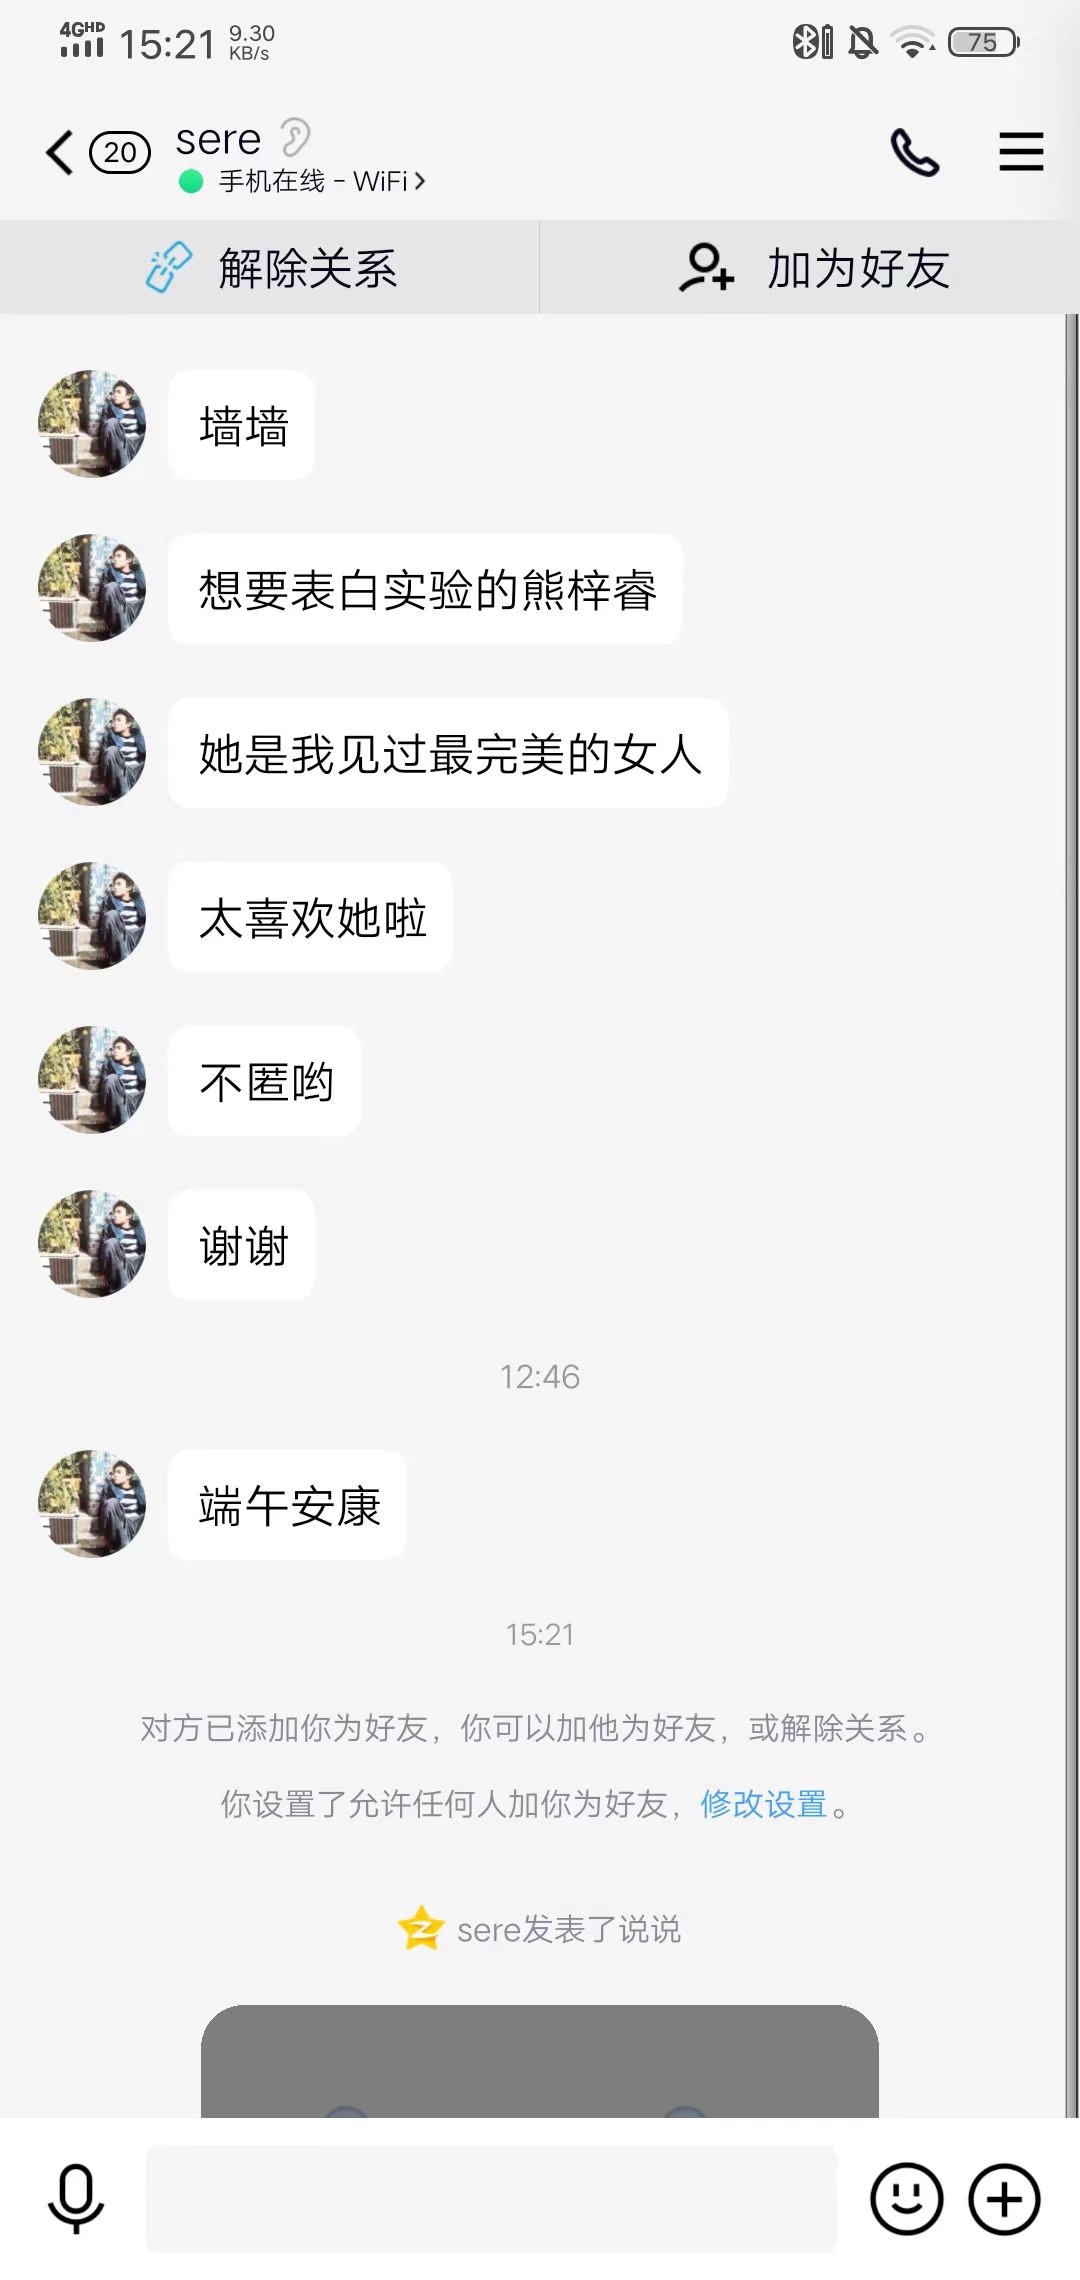 4GHD 15:21 9.30 KB/s 75
20 sere
手机在线 - WiFi
解除关系 加为好友
墙墙
想要表白实验的熊梓睿
她是我见过最完美的女人
太喜欢她啦
不匿哟
谢谢
12:46
端午安康
15:21
对方已添加你为好友，你可以加他为好友，或解除关系。
你设置了允许任何人加你为好友，修改设置。
sere发表了说说